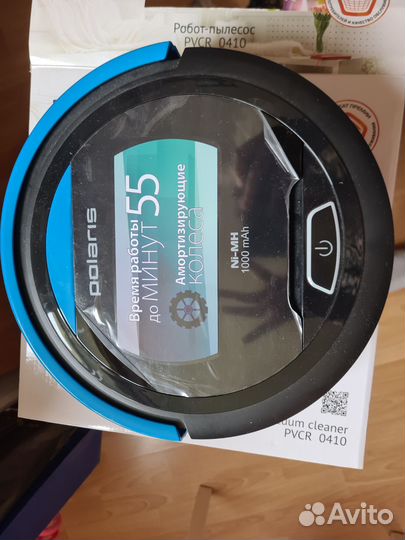 Робот-пылесос
PVCR 0410
polaris
Время работы
до МИНУТ 55
Амортизирующие
колеса
Ni-MH
1000 mAh
cleaner
PVCR 0410
Avito